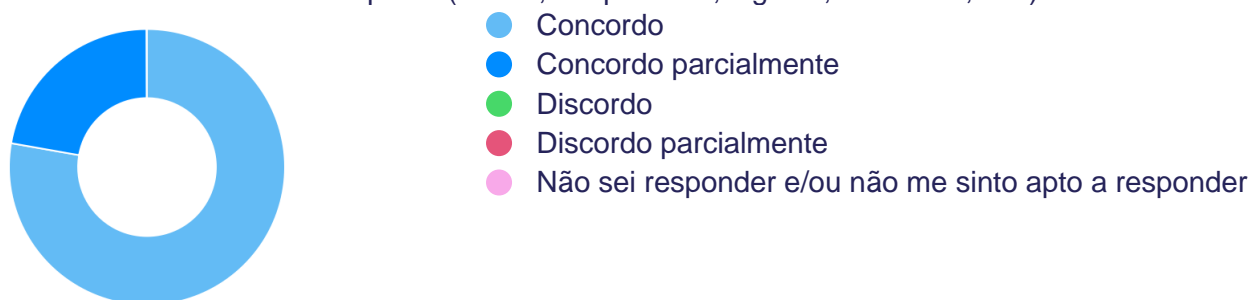 Concordo
Concordo parcialmente
Discordo
Discordo parcialmente
Não sei responder e/ou não me sinto apto a responder